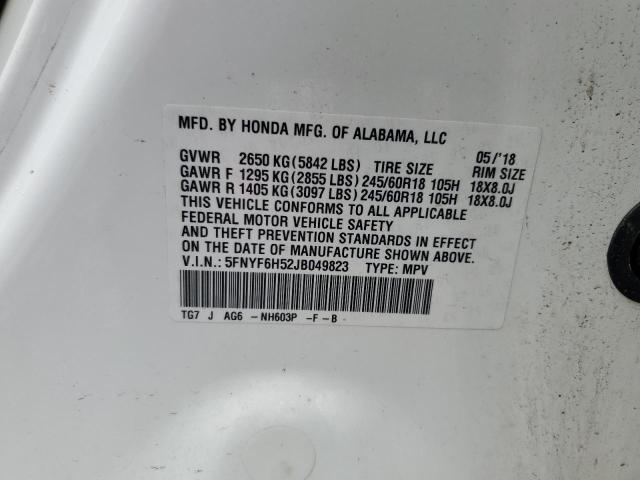 MFD. BY HONDA MFG. OF ALABAMA, LLC 05/'18
GVWR 2650 KG(5842 LBS) TIRE SIZE RIM SIZE
GAWR F 1295 KG(2855 LBS) 245/60R18 105H 18X8.0J
GAWR R 1405 KG(3097 LBS) 245/60R18 105H 18X8.0J
THIS VEHICLE CONFORMS TO ALL APPLICABLE
FEDERAL MOTOR VEHICLE SAFETY
AND THEFT PREVENTION STANDARDS IN EFFECT
ON THE DATE OF MANUFACTURE SHOWN ABOVE.
V.I.N.: 5FNYF6H52JB049823 TYPE: MPV
TG7 J AG6 -NH603P -F-B